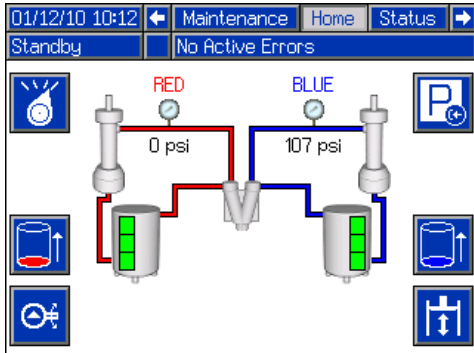 01/12/10 10:12 Maintenance Home Status
Standby No Active Errors
RED BLUE
0 psi 107 psi
P